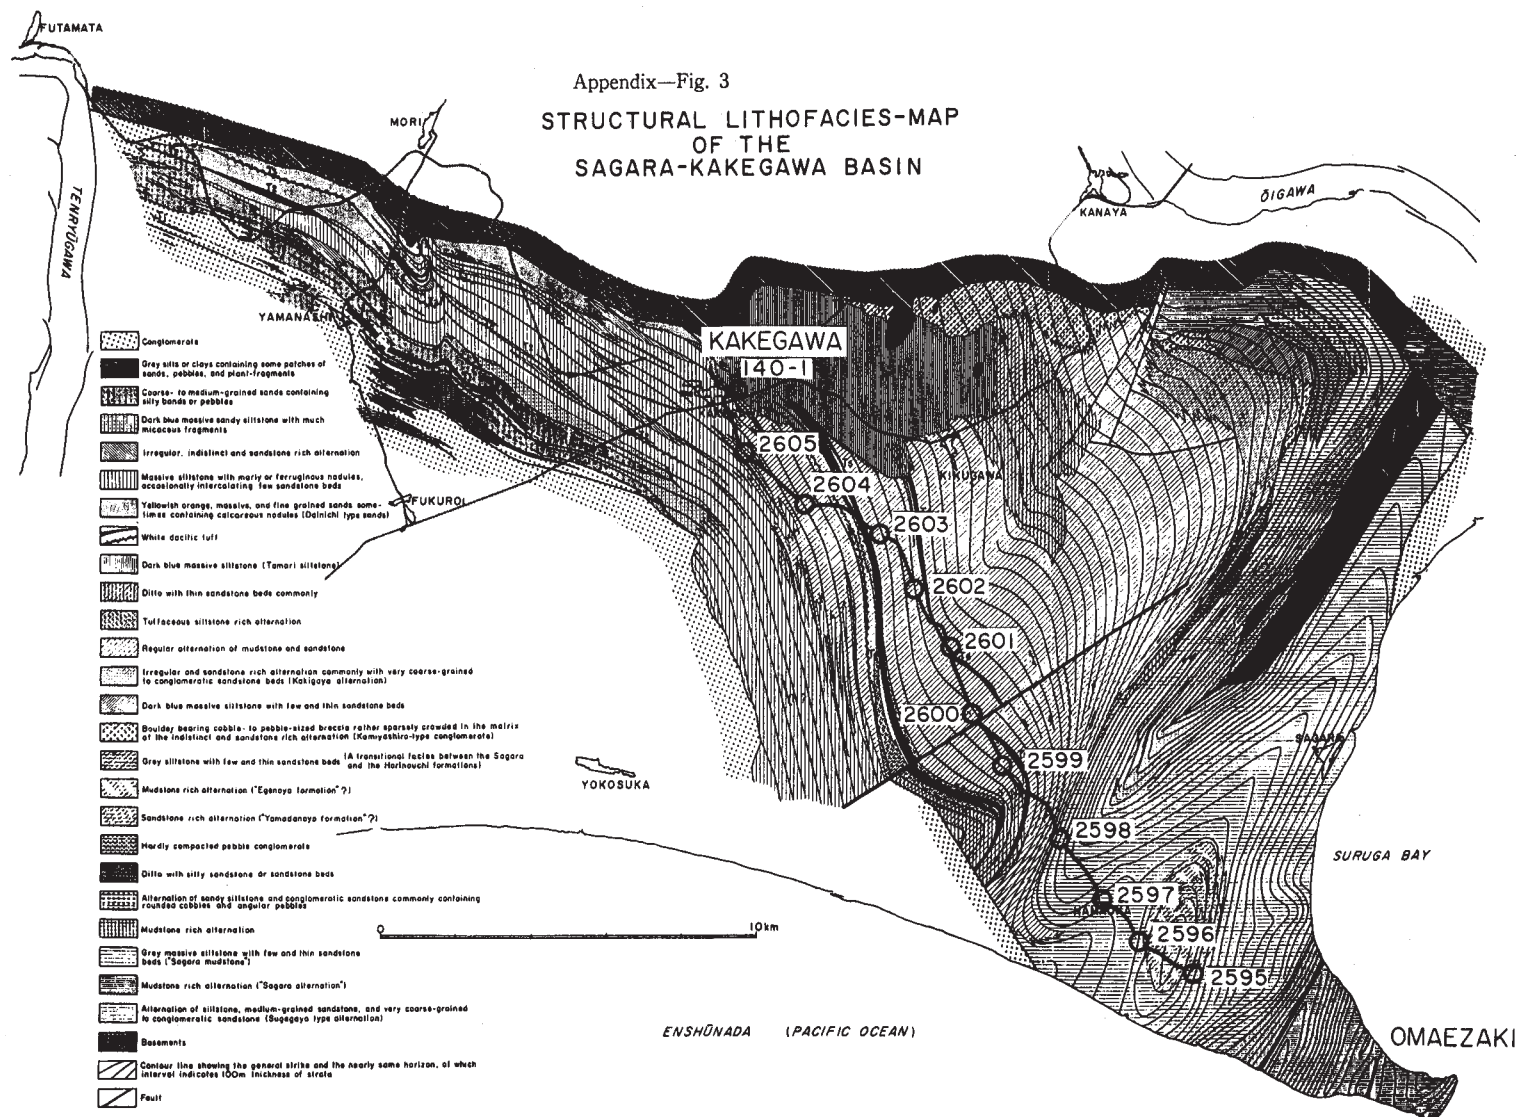 FUTAMATA
Appendix—Fig. 3
STRUCTURAL LITHOFACIES-MAP
OF THE
SAGARA-KAKEGAWA BASIN
MORI
TENRYŪGAWA
KANAYA
ŌIGAWA
YAMANASHI
KAKEGAWA
140-1
2605
2604
2603
2602
2601
2600
2599
2598
2597
2596
2595
KIKUGAWA
FUKUROI
YOKOSUKA
SAGARA
HAMAOKA
SURUGA BAY
OMAEZAKI
ENSHŪNADA (PACIFIC OCEAN)
0 10km
Conglomerate
Grey silts or clays containing some patches of
sands, pebbles, and plant-fragments
Coarse- to medium-grained sands containing
silty bands or pebbles
Dark blue massive sandy siltstone with much
micaceous fragments
Irregular, indistinct and sandstone rich alternation
Massive siltstone with marly or ferruginous nodules,
occasionally intercalating few sandstone beds
Yellowish orange, massive, and fine grained sands some-
times containing calcareous nodules (Dainichi type sands)
White dacitic tuff
Dark blue massive siltstone (Tamari siltstone)
Ditto with thin sandstone beds commonly
Tuffaceous siltstone rich alternation
Regular alternation of mudstone and sandstone
Irregular and sandstone rich alternation commonly with very coarse-grained
to conglomeratic sandstone beds (Kakigaya alternation)
Dark blue massive siltstone with few and thin sandstone beds
Boulder bearing cobble- to pebble-sized breccia rather sparsely crowded in the matrix
of the indistinct and sandstone rich alternation (Kamiyashiro-type conglomerate)
Grey siltstone with few and thin sandstone beds (A transitional facies between the Sagara
and the Horinouchi formations)
Mudstone rich alternation ("Eganaya formation"?)
Sandstone rich alternation ("Yamadanaya formation"?)
Hardly compacted pebble conglomerate
Ditto with silty sandstone or sandstone beds
Alternation of sandy siltstone and conglomeratic sandstone commonly containing
rounded cobbles and angular pebbles
Mudstone rich alternation
Grey massive siltstone with few and thin sandstone
beds ("Sagara mudstone")
Mudstone rich alternation ("Sagara alternation")
Alternation of siltstone, medium-grained sandstone, and very coarse-grained
to conglomeratic sandstone (Sugegaya type alternation)
Basements
Contour line showing the general strike and the nearly same horizon, of which
interval indicates 100m thickness of strata
Fault